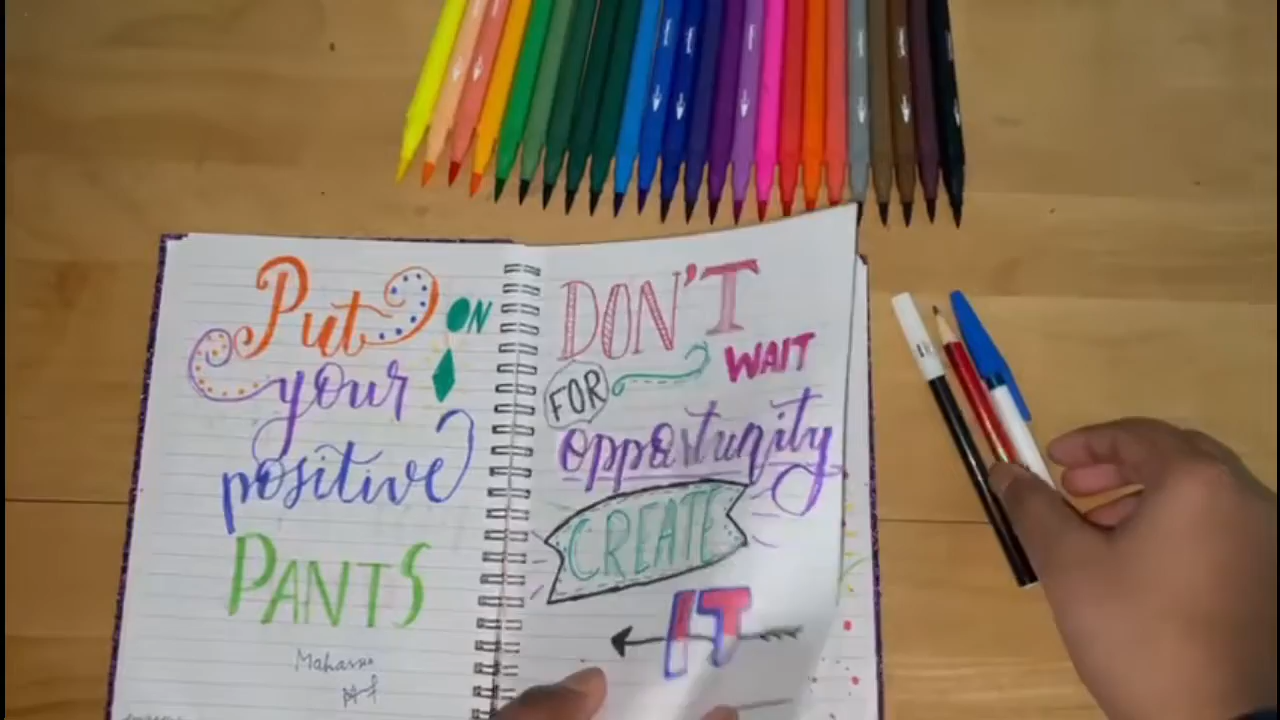 Put ON
your
positive
PANTS
DON'T
WAIT
FOR
opportunity
CREATE
IT